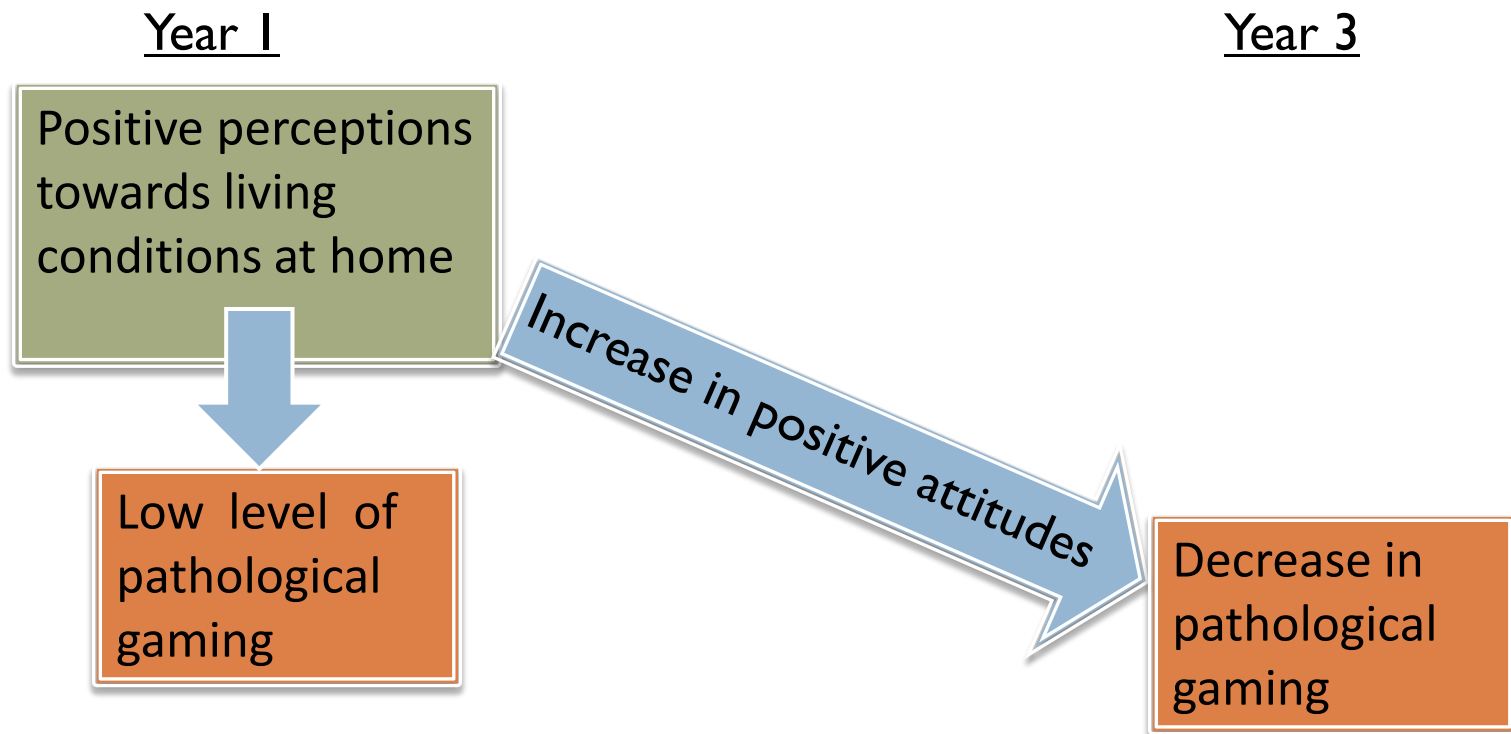 Year 1
Year 3
Positive perceptions
towards living
conditions at home
Increase in positive attitudes
Low level of
pathological
gaming
Decrease in
pathological
gaming